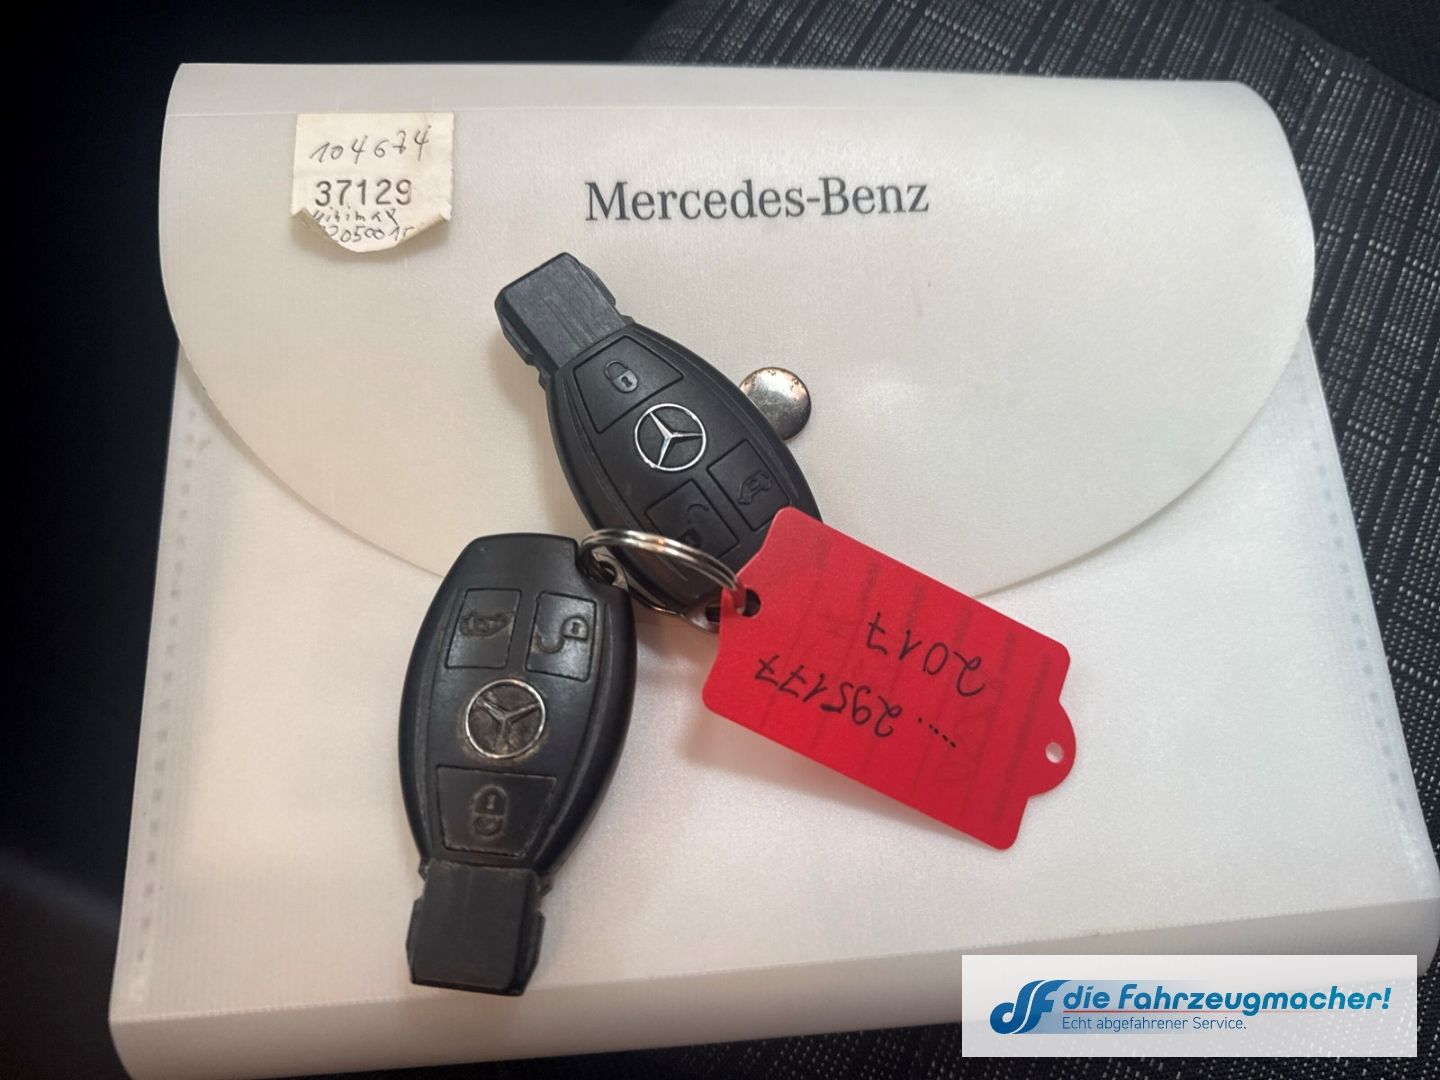 104674
37129
Mercedes-Benz
2017
....295177
die Fahrzeugmacher!
Echt abgefahrener Service.